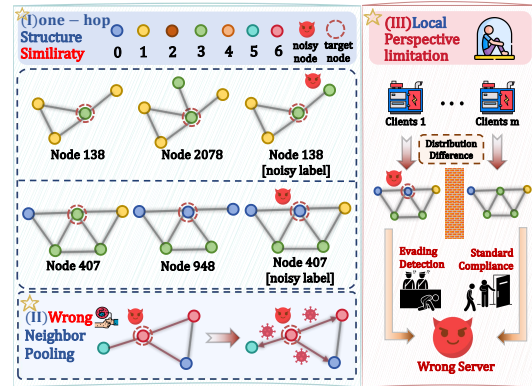 (I)one-hop
Structure
Similiraty
0 1 2 3 4 5 6
noisy
node
target
node
Node 138
Node 2078
Node 138
[noisy label]
Node 407
Node 948
Node 407
[noisy label]
(II)Wrong
Neighbor
Pooling
(III)Local
Perspective
limitation
Clients 1
...
Clients m
Distribution
Difference
Evading
Detection
Standard
Compliance
Wrong Server